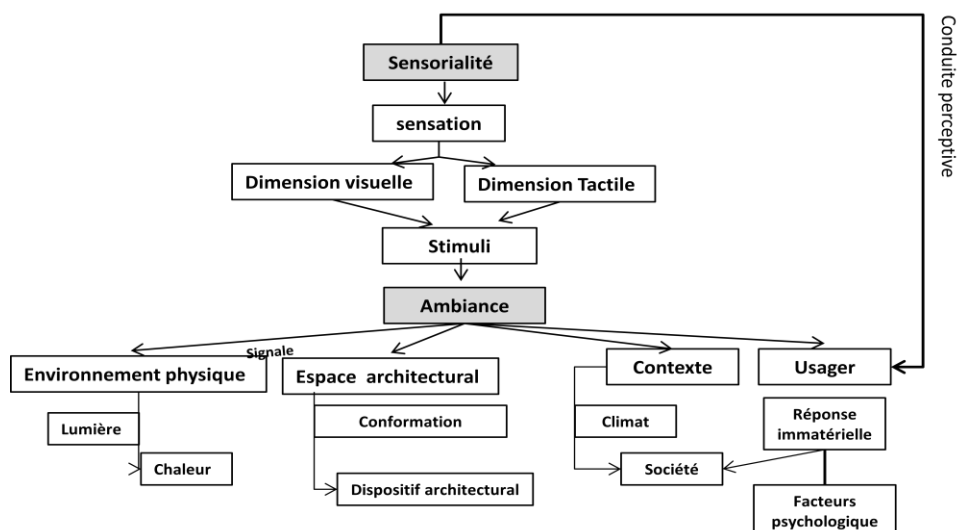 Sensorialité
Conduite perceptive
sensation
Dimension visuelle
Dimension Tactile
Stimuli
Ambiance
Signale
Environnement physique
Espace architectural
Contexte
Usager
Lumière
Conformation
Climat
Réponse
immatérielle
Chaleur
Société
Dispositif architectural
Facteurs
psychologique